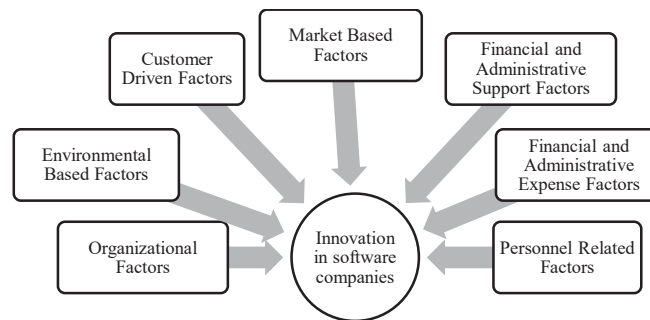 Market Based
Factors
Customer
Driven Factors
Financial and
Administrative
Support Factors
Environmental
Based Factors
Financial and
Administrative
Expense Factors
Organizational
Factors
Innovation
in software
companies
Personnel Related
Factors